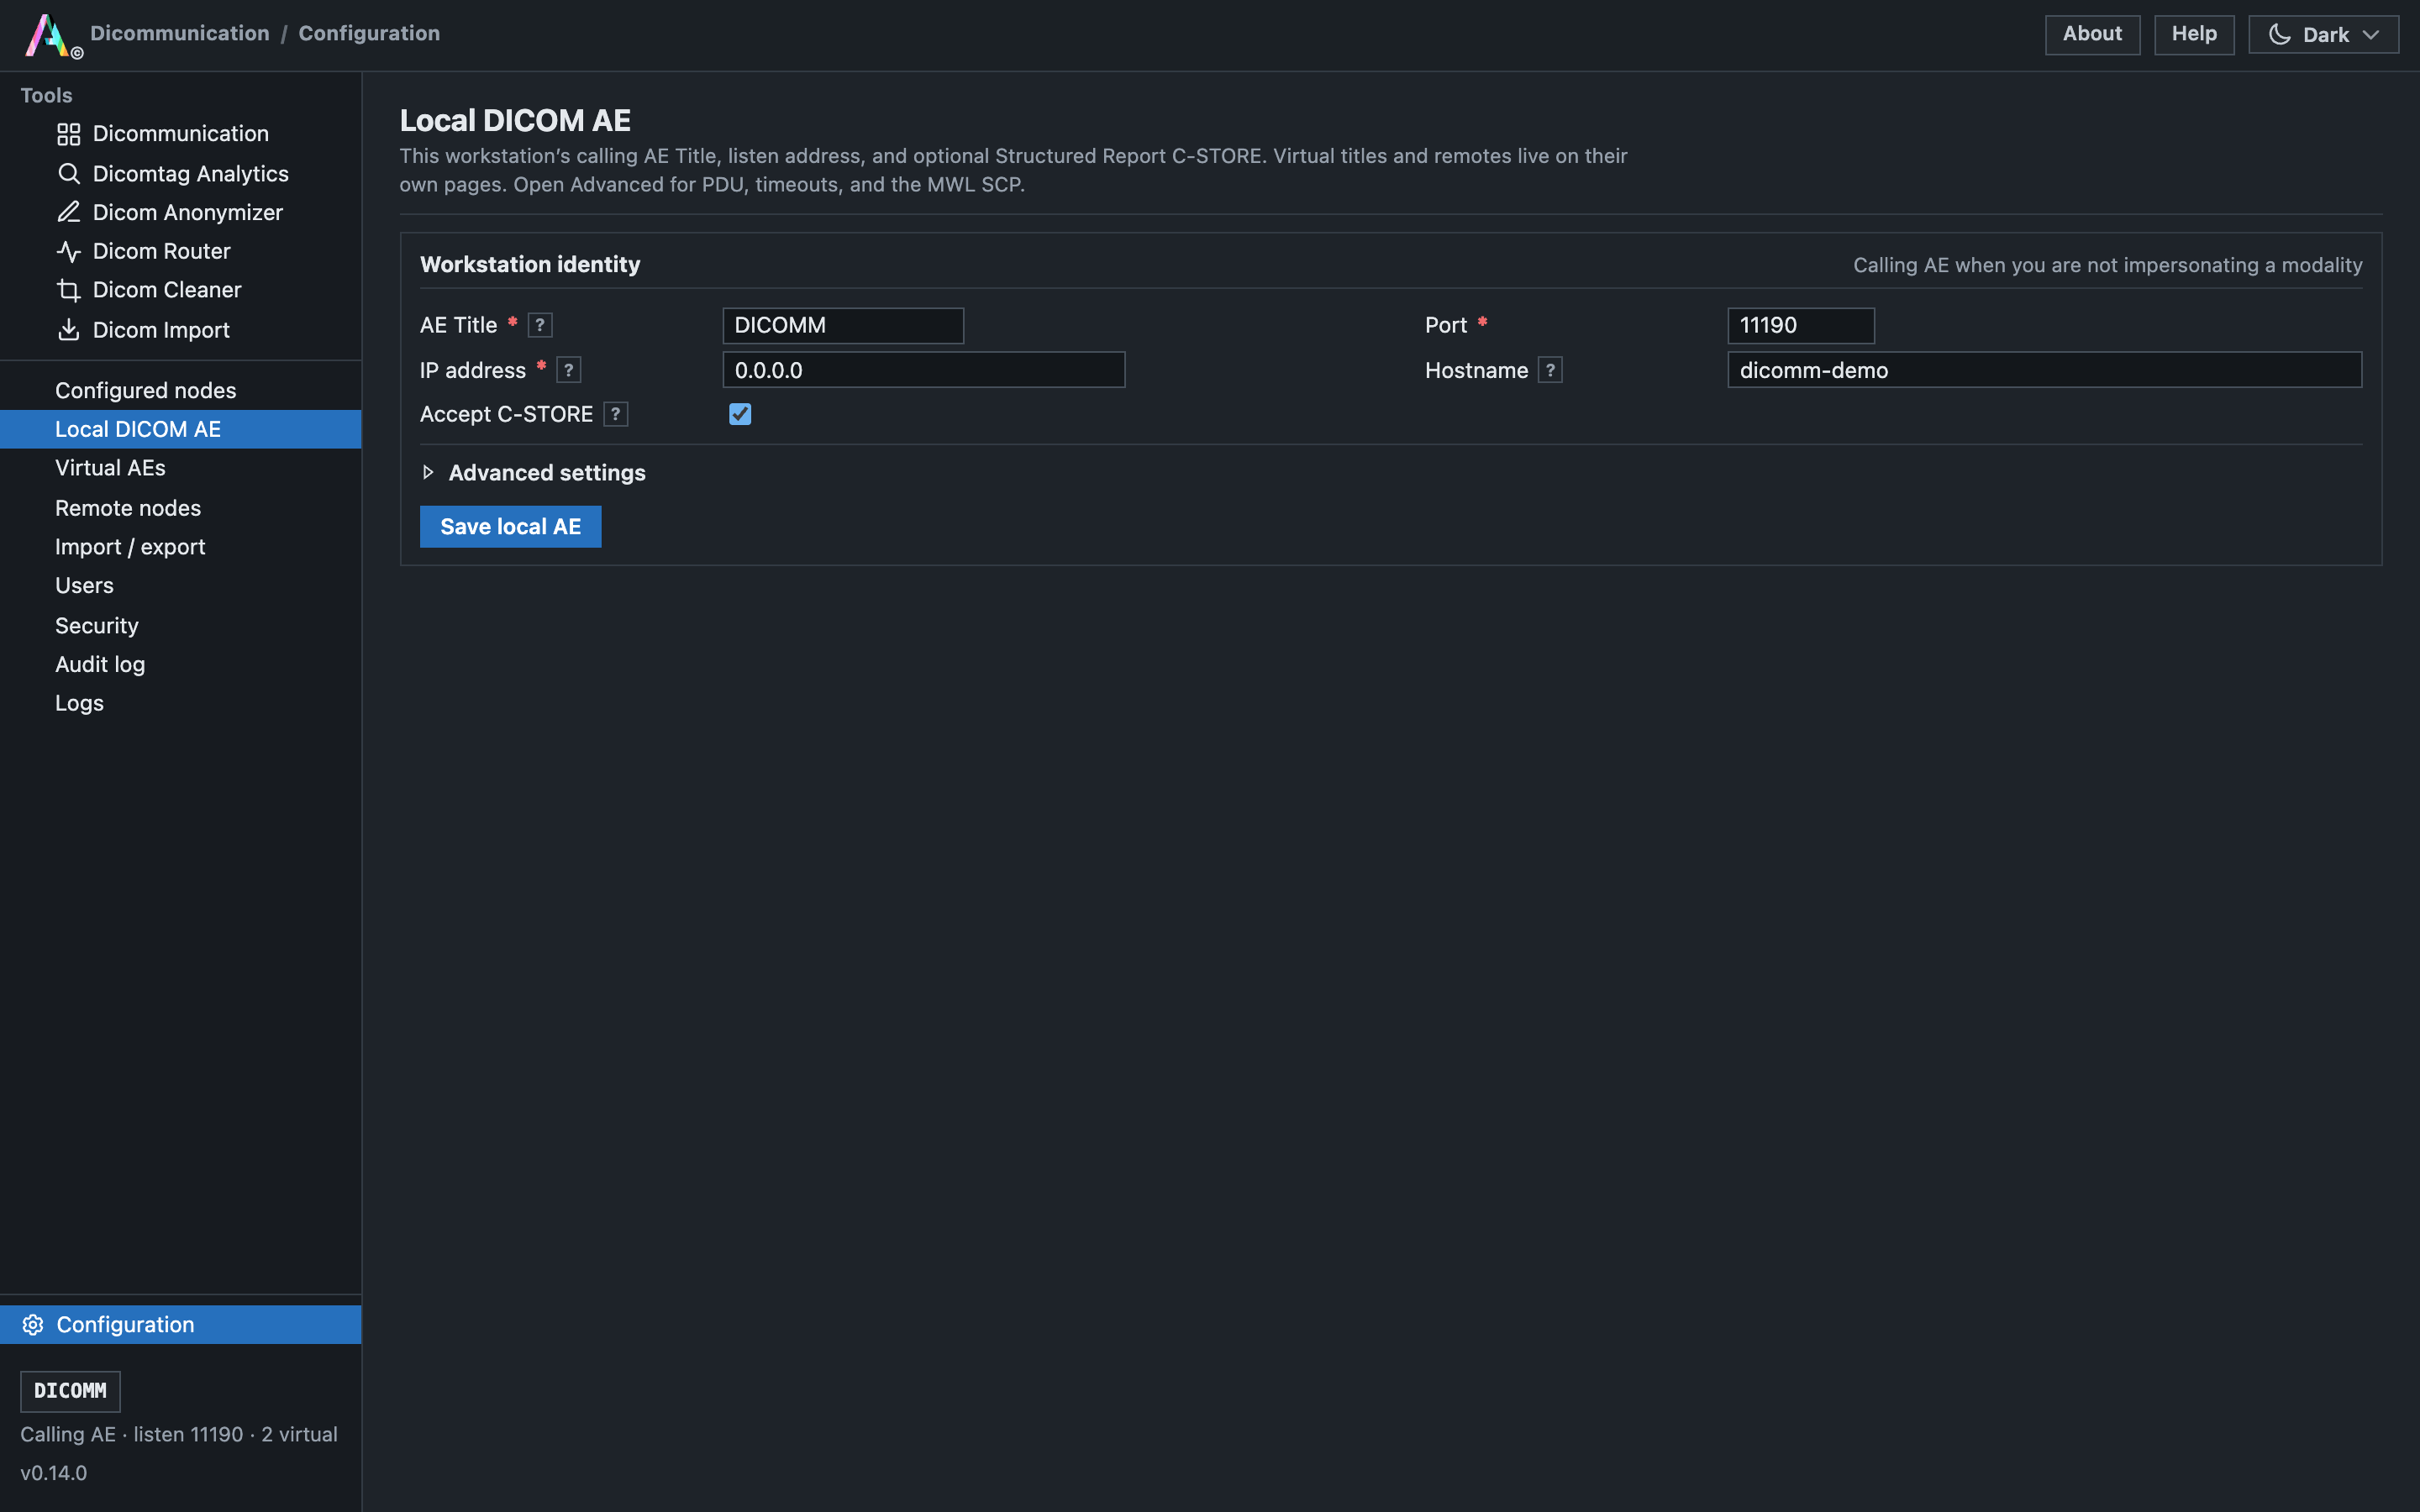 Dicommunication / Configuration
About
Help
Dark
Tools
Dicommunication
Dicomtag Analytics
Dicom Anonymizer
Dicom Router
Dicom Cleaner
Dicom Import
Configured nodes
Local DICOM AE
Virtual AEs
Remote nodes
Import / export
Users
Security
Audit log
Logs
Configuration
DICOMM
Calling AE · listen 11190 · 2 virtual
v0.14.0
Local DICOM AE
This workstation’s calling AE Title, listen address, and optional Structured Report C-STORE. Virtual titles and remotes live on their
own pages. Open Advanced for PDU, timeouts, and the MWL SCP.
Workstation identity
Calling AE when you are not impersonating a modality
AE Title * ? DICOMM
Port * 11190
IP address * ? 0.0.0.0
Hostname ? dicomm-demo
Accept C-STORE ?
Advanced settings
Save local AE